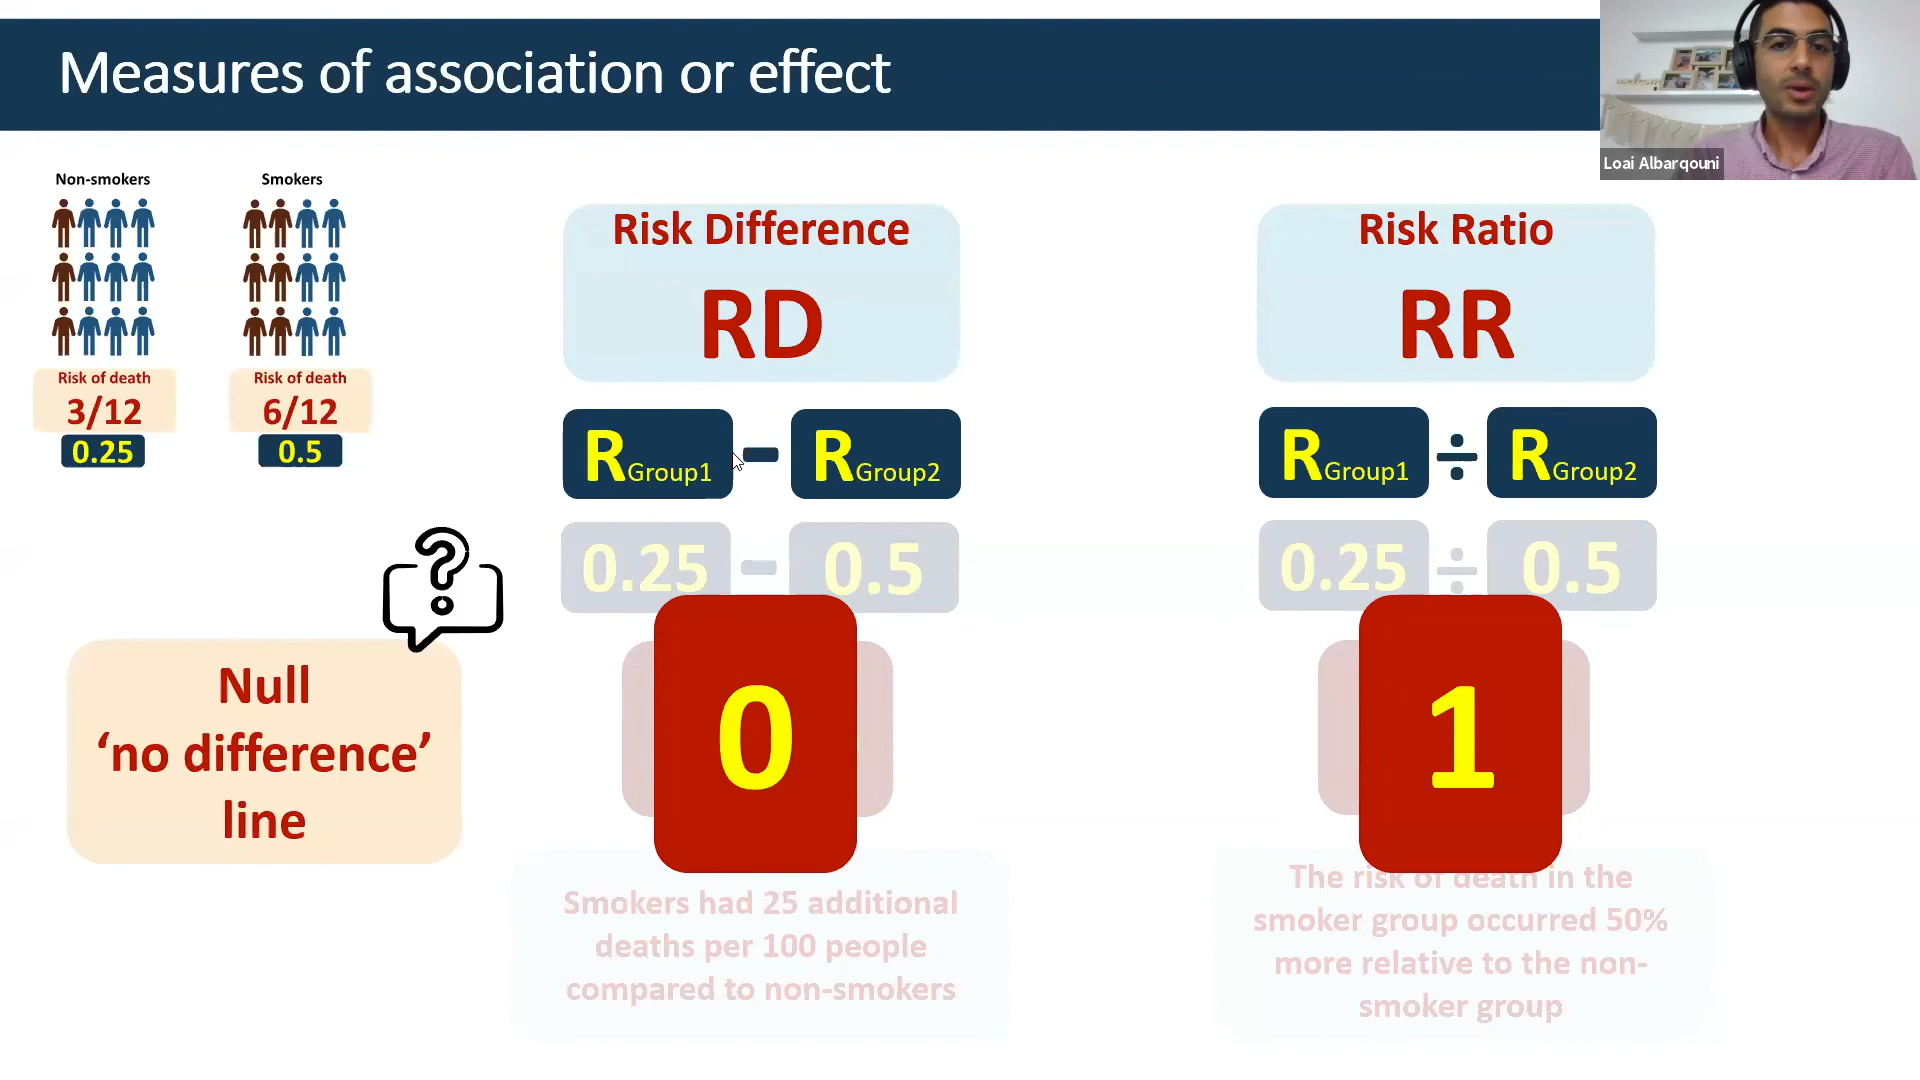 Measures of association or effect
Loai Albarqouni
Non-smokers
Smokers
Risk of death
3/12
0.25
Risk of death
6/12
0.5
Risk Difference
RD
RGroup1 - RGroup2
0.25 - 0.5
0
Smokers had 25 additional
deaths per 100 people
compared to non-smokers
Risk Ratio
RR
RGroup1 ÷ RGroup2
0.25 ÷ 0.5
1
The risk of death in the
smoker group occurred 50%
more relative to the non-
smoker group
?
Null
‘no difference’
line